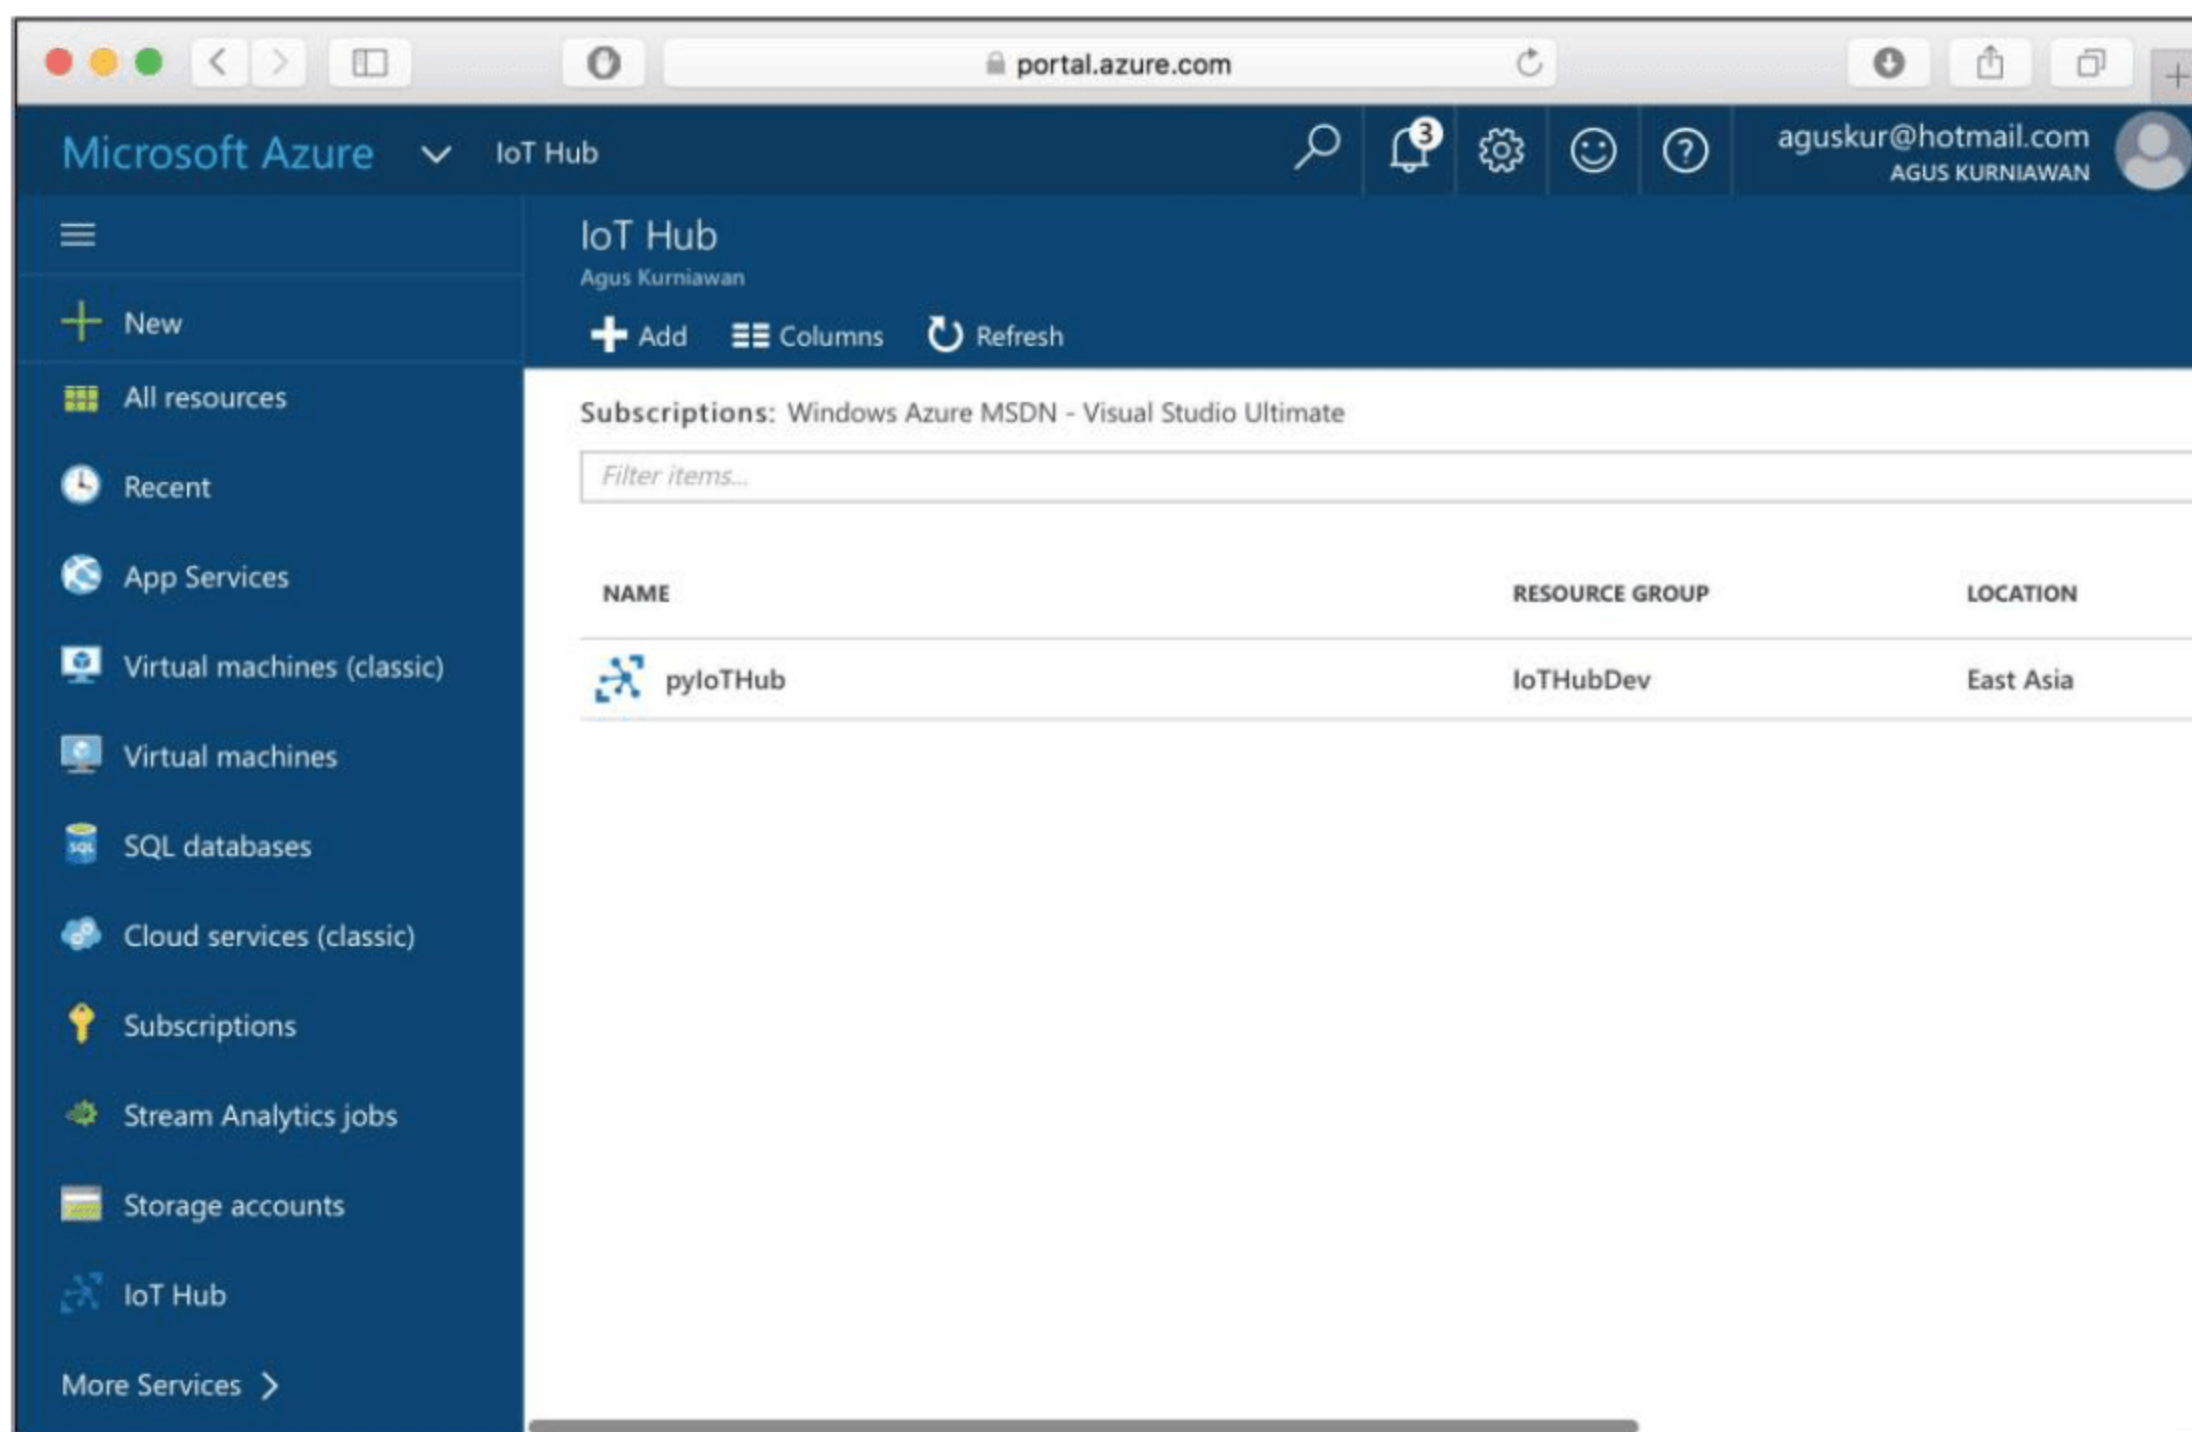 portal.azure.com
Microsoft Azure IoT Hub 3 ? aguskur@hotmail.com
AGUS KURNIAWAN
IoT Hub
Agus Kurniawan
New
Add Columns Refresh
All resources
Subscriptions: Windows Azure MSDN - Visual Studio Ultimate
Filter items...
Recent
App Services
NAME RESOURCE GROUP LOCATION
Virtual machines (classic)
pyIoTHub IoTHubDev East Asia
Virtual machines
SQL databases
SQL
Cloud services (classic)
Subscriptions
Stream Analytics jobs
Storage accounts
IoT Hub
More Services